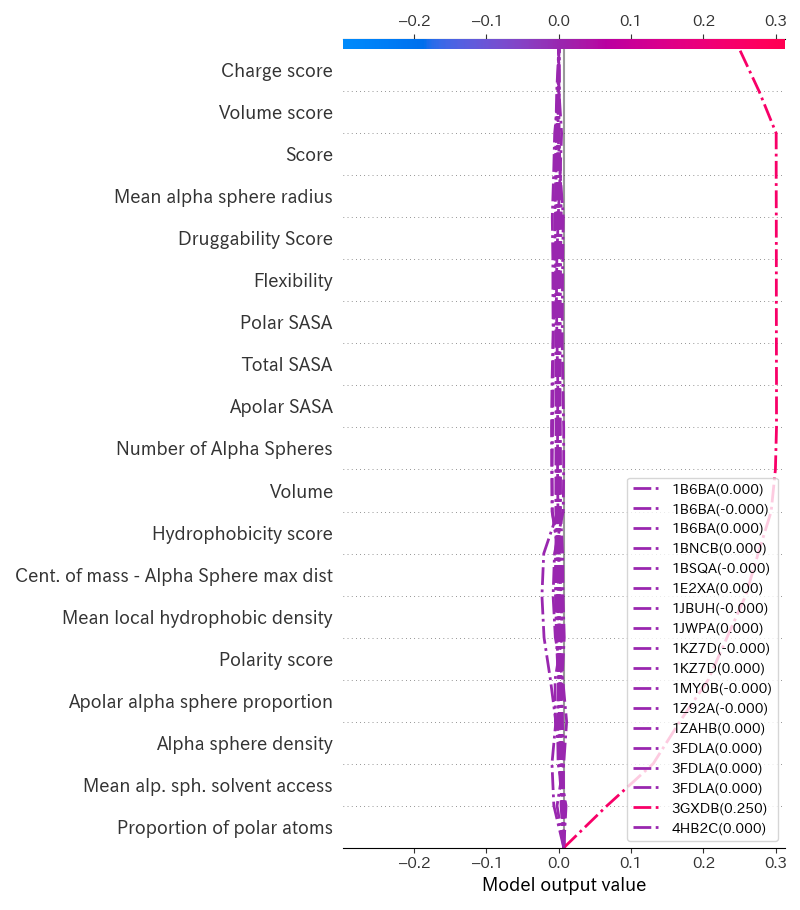 −0.2 −0.1 0.0 0.1 0.2 0.3
Charge score
Volume score
Score
Mean alpha sphere radius
Druggability Score
Flexibility
Polar SASA
Total SASA
Apolar SASA
Number of Alpha Spheres
Volume
Hydrophobicity score
Cent. of mass - Alpha Sphere max dist
Mean local hydrophobic density
Polarity score
Apolar alpha sphere proportion
Alpha sphere density
Mean alp. sph. solvent access
Proportion of polar atoms
1B6BA(0.000)
1B6BA(-0.000)
1B6BA(0.000)
1BNCB(0.000)
1BSQA(-0.000)
1E2XA(0.000)
1JBUH(-0.000)
1JWPA(0.000)
1KZ7D(-0.000)
1KZ7D(0.000)
1MY0B(-0.000)
1Z92A(-0.000)
1ZAHB(0.000)
3FDLA(0.000)
3FDLA(0.000)
3FDLA(0.000)
3GXDB(0.250)
4HB2C(0.000)
−0.2 −0.1 0.0 0.1 0.2 0.3
Model output value